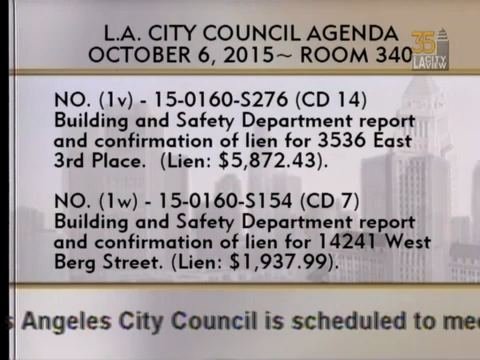 L.A. CITY COUNCIL AGENDA
OCTOBER 6, 2015~ ROOM 340
35
LACITY
VIEW
NO. (1v) - 15-0160-S276 (CD 14)
Building and Safety Department report
and confirmation of lien for 3536 East
3rd Place. (Lien: $5,872.43).
NO. (1w) - 15-0160-S154 (CD 7)
Building and Safety Department report
and confirmation of lien for 14241 West
Berg Street. (Lien: $1,937.99).
s Angeles City Council is scheduled to mee